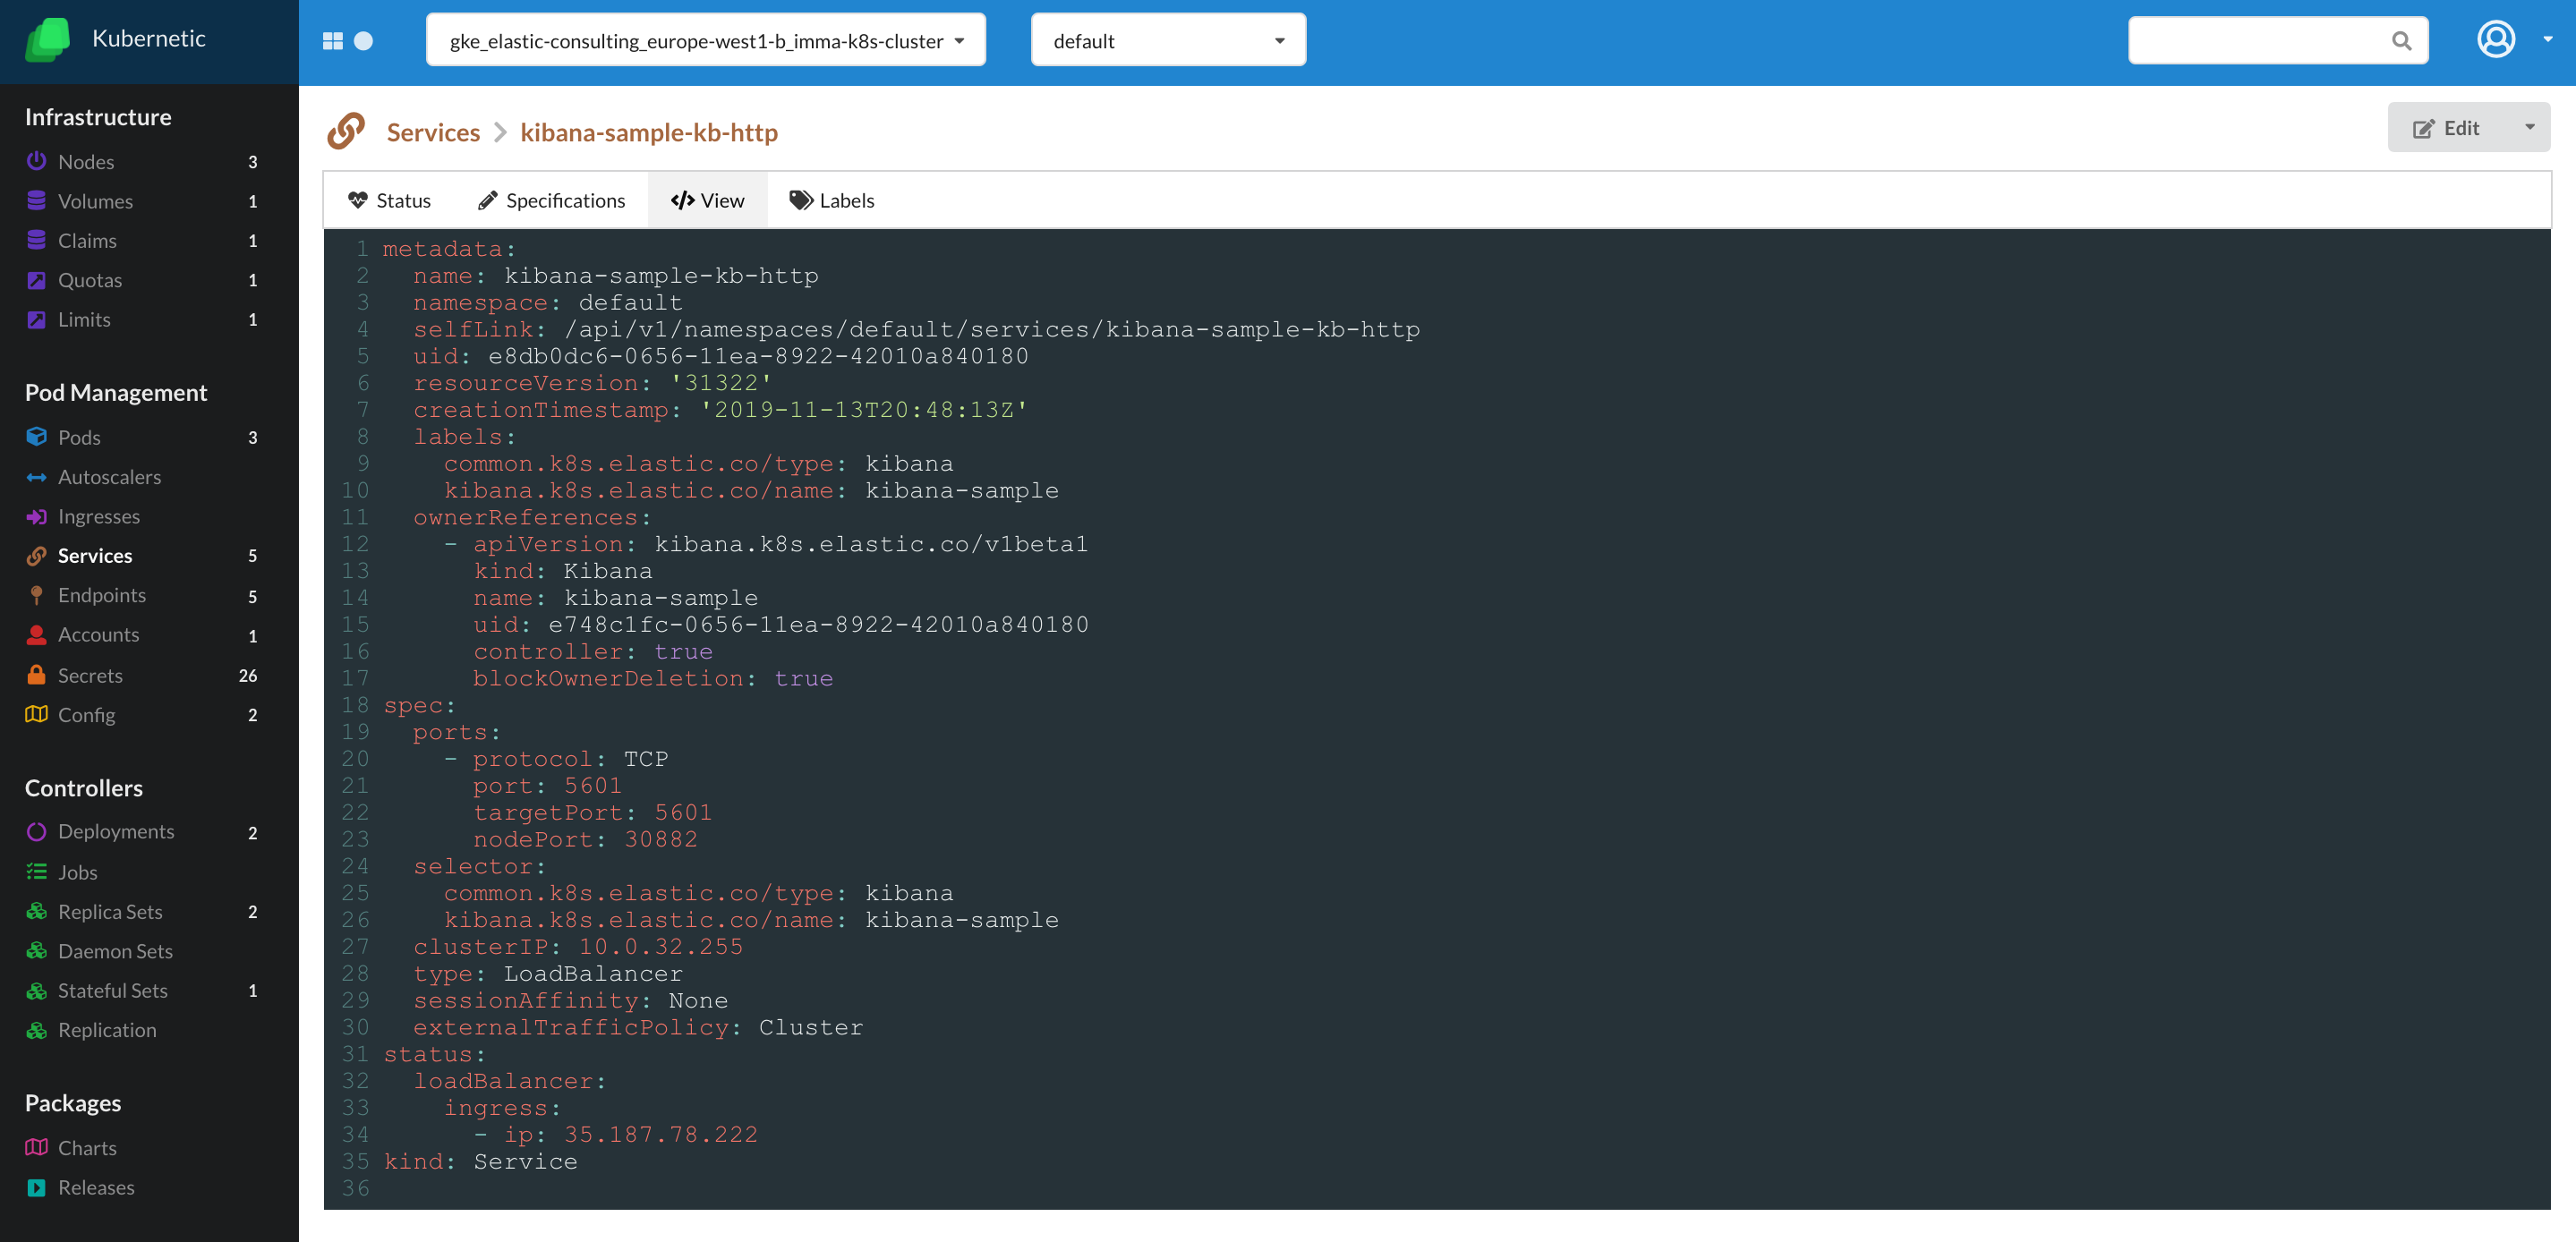 Kubernetic
gke_elastic-consulting_europe-west1-b_imma-k8s-cluster
default
Infrastructure
Nodes 3
Volumes 1
Claims 1
Quotas 1
Limits 1
Pod Management
Pods 3
Autoscalers
Ingresses
Services 5
Endpoints 5
Accounts 1
Secrets 26
Config 2
Controllers
Deployments 2
Jobs
Replica Sets 2
Daemon Sets
Stateful Sets 1
Replication
Packages
Charts
Releases
Services kibana-sample-kb-http
Edit
Status Specifications </> View Labels
1 metadata:
2   name: kibana-sample-kb-http
3   namespace: default
4   selfLink: /api/v1/namespaces/default/services/kibana-sample-kb-http
5   uid: e8db0dc6-0656-11ea-8922-42010a840180
6   resourceVersion: '31322'
7   creationTimestamp: '2019-11-13T20:48:13Z'
8   labels:
9     common.k8s.elastic.co/type: kibana
10     kibana.k8s.elastic.co/name: kibana-sample
11   ownerReferences:
12     - apiVersion: kibana.k8s.elastic.co/v1beta1
13       kind: Kibana
14       name: kibana-sample
15       uid: e748c1fc-0656-11ea-8922-42010a840180
16       controller: true
17       blockOwnerDeletion: true
18 spec:
19   ports:
20     - protocol: TCP
21       port: 5601
22       targetPort: 5601
23       nodePort: 30882
24   selector:
25     common.k8s.elastic.co/type: kibana
26     kibana.k8s.elastic.co/name: kibana-sample
27   clusterIP: 10.0.32.255
28   type: LoadBalancer
29   sessionAffinity: None
30   externalTrafficPolicy: Cluster
31 status:
32   loadBalancer:
33     ingress:
34       - ip: 35.187.78.222
35 kind: Service
36